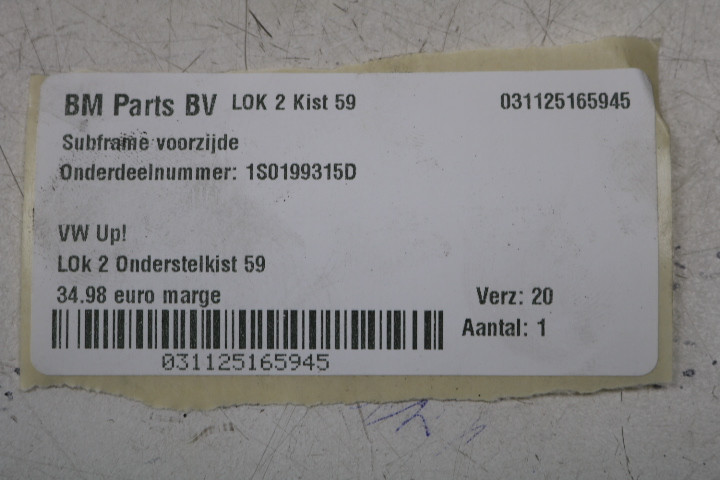 BM Parts BV LOK 2 Kist 59 031125165945
Subframe voorzijde
Onderdeelnummer: 1S0199315D
VW Up!
LOk 2 Onderstelkist 59
34.98 euro marge Verz: 20
Aantal: 1
031125165945